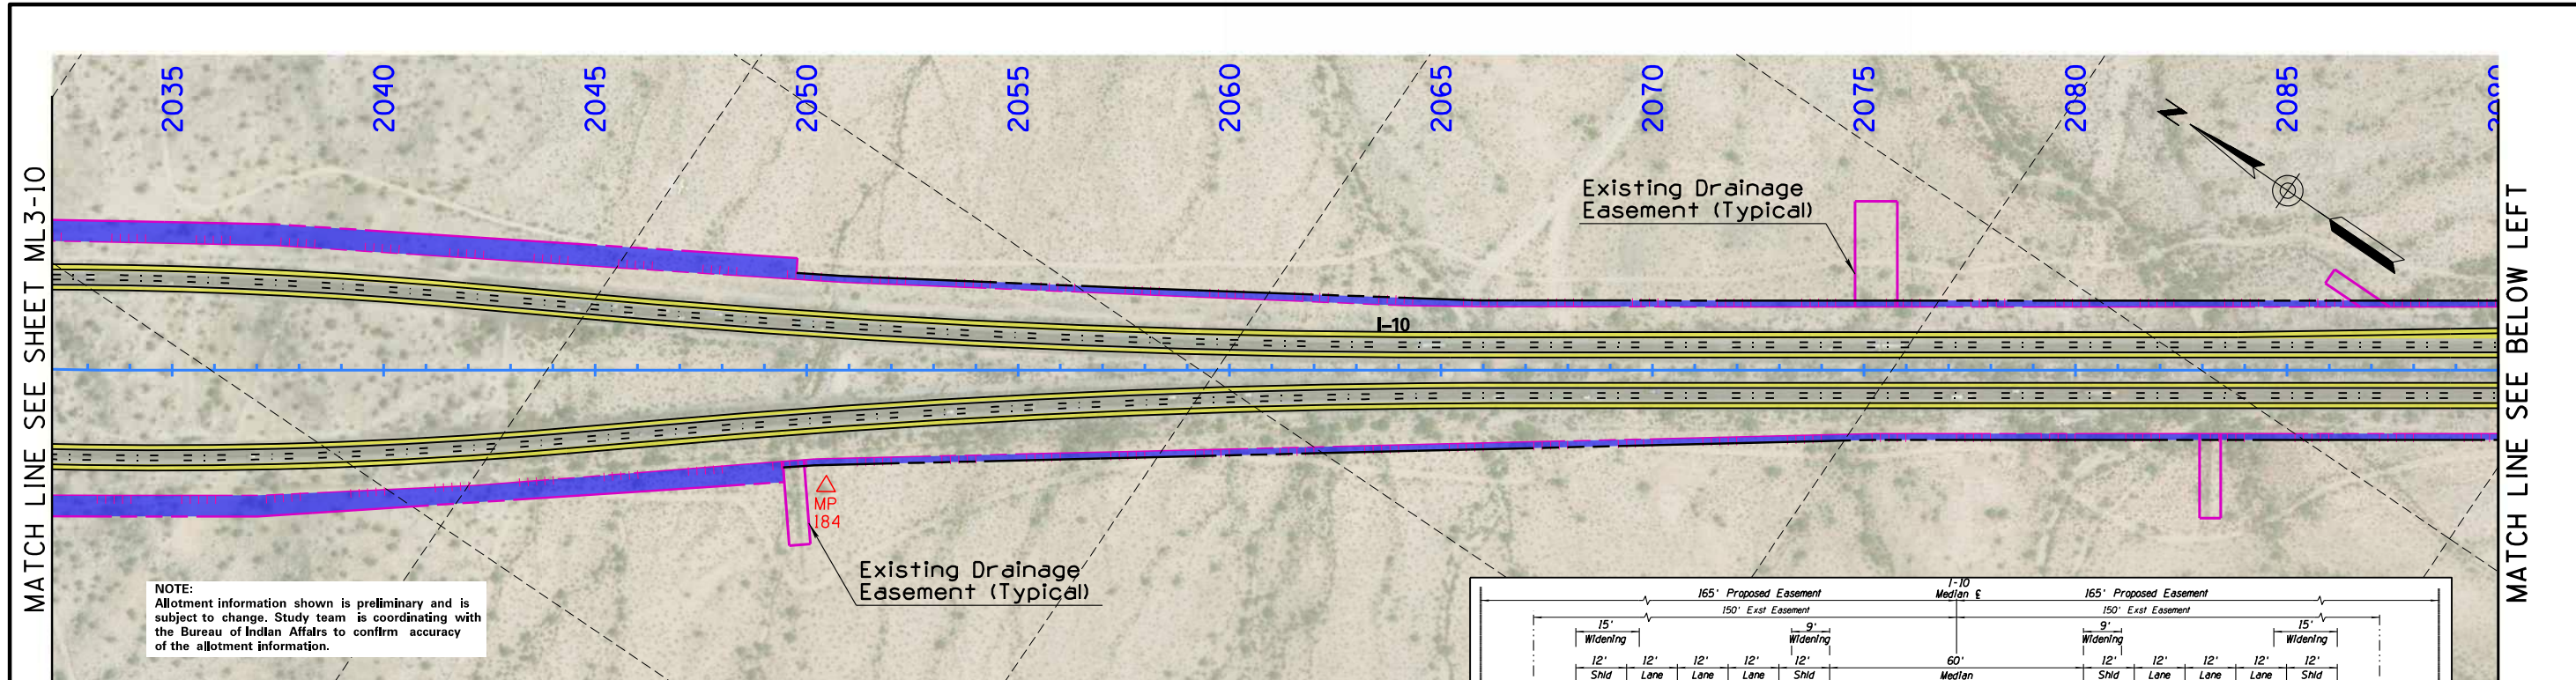 2035
2040
2045
2050
2055
2060
2065
2070
2075
2080
2085
2090
N
MATCH LINE SEE SHEET ML3-10
MATCH LINE SEE BELOW LEFT
Existing Drainage
Easement (Typical)
I-10
MP
184
Existing Drainage
Easement (Typical)
NOTE:
Allotment information shown is preliminary and is
subject to change. Study team is coordinating with
the Bureau of Indian Affairs to confirm accuracy
of the allotment information.
I-10
165' Proposed Easement Median ℄ 165' Proposed Easement
150' Exst Easement 150' Exst Easement
15' 9' 9' 15'
Widening Widening Widening Widening
12' 12' 12' 12' 12' 60' 12' 12' 12' 12' 12'
Shld Lane Lane Lane Shld Median Shld Lane Lane Lane Shld